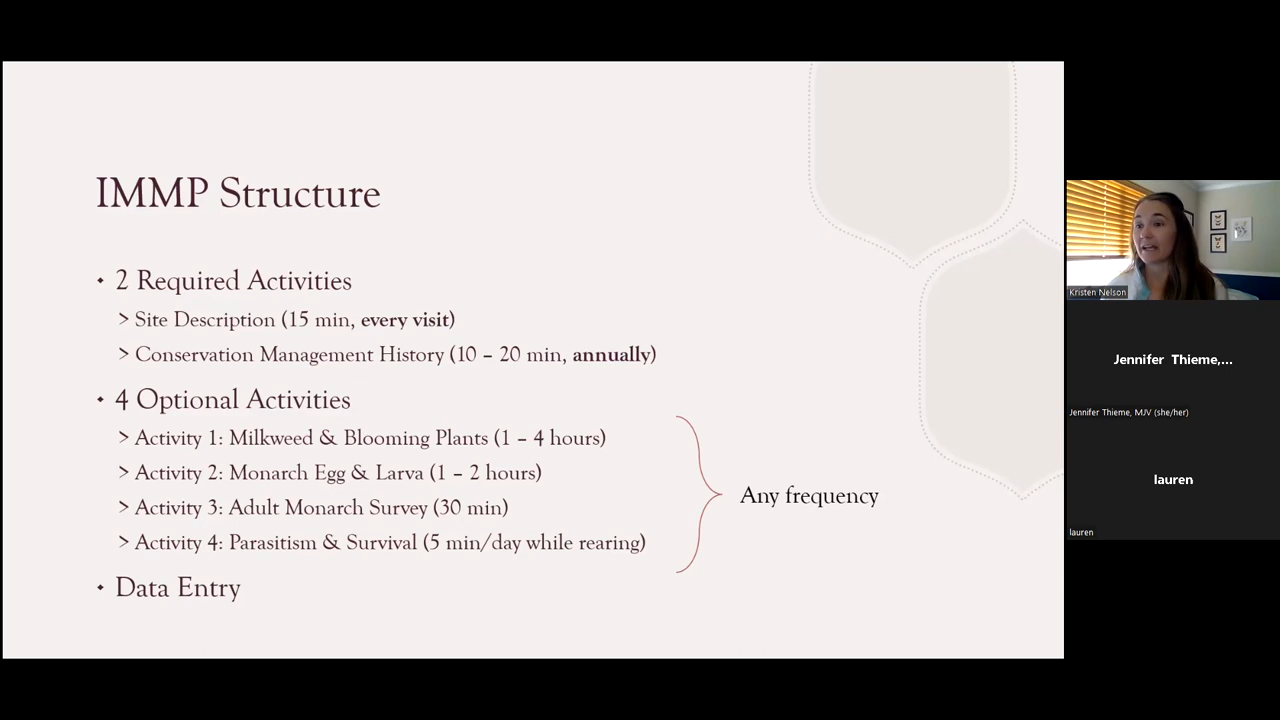 IMMP Structure
• 2 Required Activities
> Site Description (15 min, every visit)
> Conservation Management History (10 – 20 min, annually)
• 4 Optional Activities
> Activity 1: Milkweed & Blooming Plants (1 – 4 hours)
> Activity 2: Monarch Egg & Larva (1 – 2 hours)
> Activity 3: Adult Monarch Survey (30 min)
> Activity 4: Parasitism & Survival (5 min/day while rearing)
Any frequency
• Data Entry
Kristen Nelson
Jennifer Thieme,...
Jennifer Thieme, MJV (she/her)
lauren
lauren